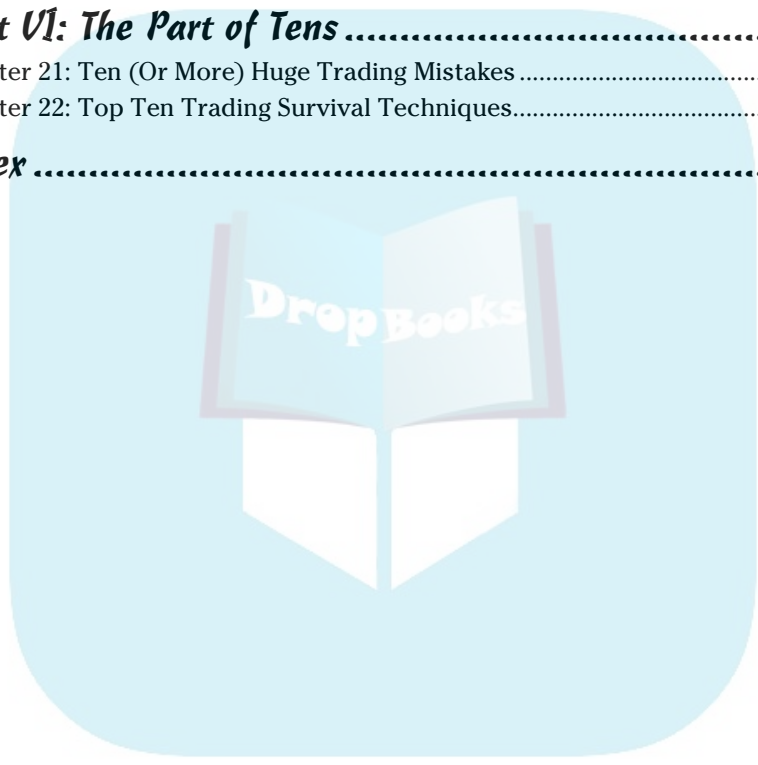 t VI: The Part of Tens
ter 21: Ten (Or More) Huge Trading Mistakes
ter 22: Top Ten Trading Survival Techniques
ex
DropBooks